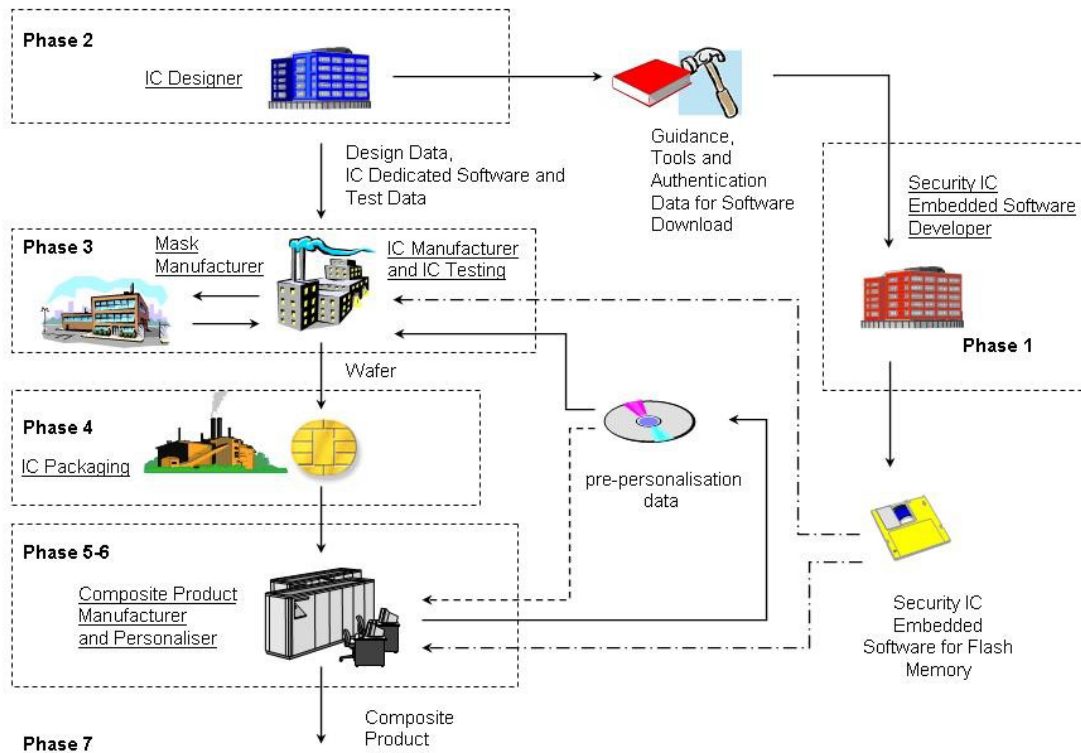 Phase 2
IC Designer
Guidance,
Tools and
Authentication
Data for Software
Download
Design Data,
IC Dedicated Software and
Test Data
Security IC
Embedded Software
Developer
Phase 1
Phase 3
Mask
Manufacturer
IC Manufacturer
and IC Testing
Wafer
Phase 4
IC Packaging
pre-personalisation
data
Phase 5-6
Composite Product
Manufacturer
and Personaliser
Security IC
Embedded
Software for Flash
Memory
Composite
Product
Phase 7